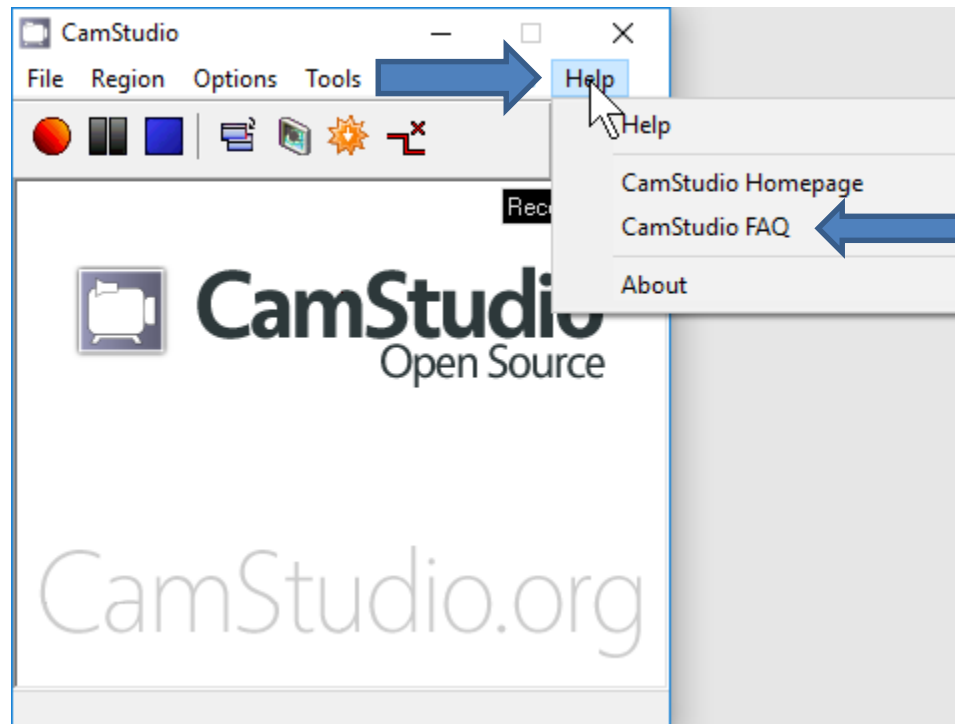 CamStudio
File Region Options Tools Help
Help
CamStudio Homepage
CamStudio FAQ
About
CamStudio
Open Source
CamStudio.org